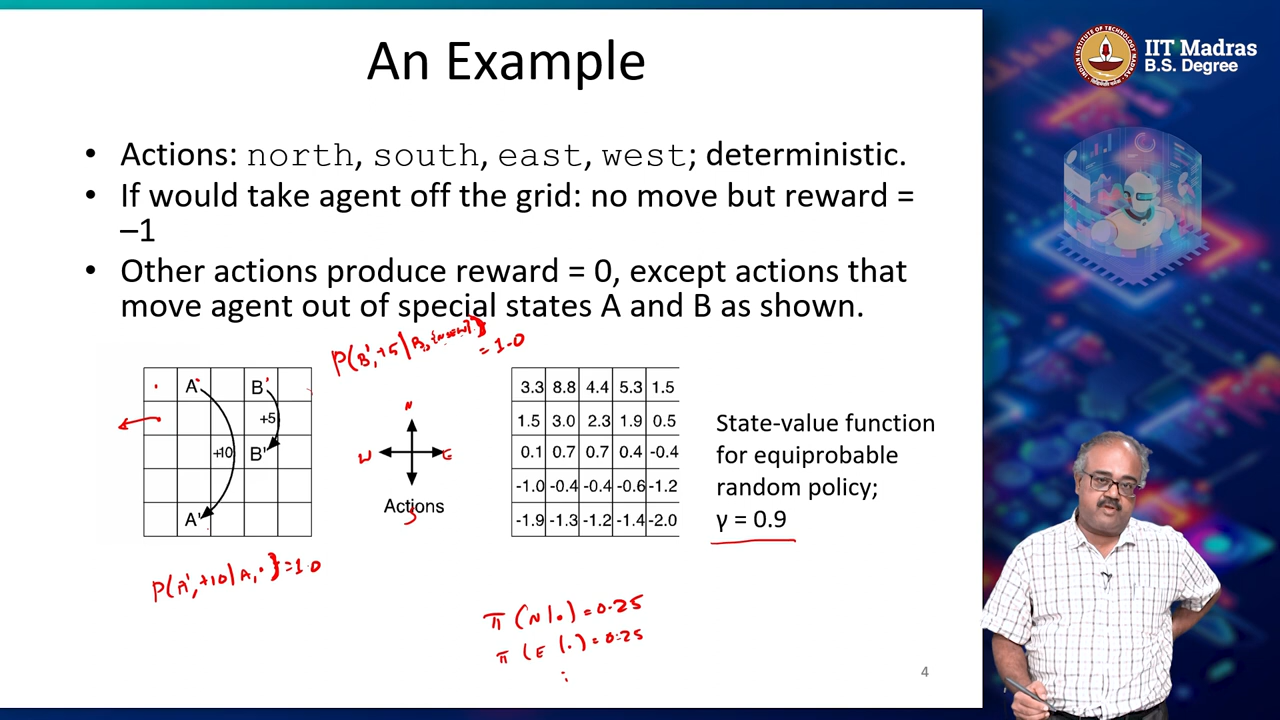 An Example
IIT Madras
B.S. Degree
• Actions: north, south, east, west; deterministic.
• If would take agent off the grid: no move but reward =
–1
• Other actions produce reward = 0, except actions that
move agent out of special states A and B as shown.
P(B', +5 | B, {NSEW}) = 1.0
A B
+5
+10 B'
A'
N
W E
Actions
S
3.3 8.8 4.4 5.3 1.5
1.5 3.0 2.3 1.9 0.5
0.1 0.7 0.7 0.4 -0.4
-1.0 -0.4 -0.4 -0.6 -1.2
-1.9 -1.3 -1.2 -1.4 -2.0
State-value function
for equiprobable
random policy;
γ = 0.9
P(A', +10 | A, ·) = 1.0
π (N | .) = 0.25
π (E | .) = 0.25
⋮
4